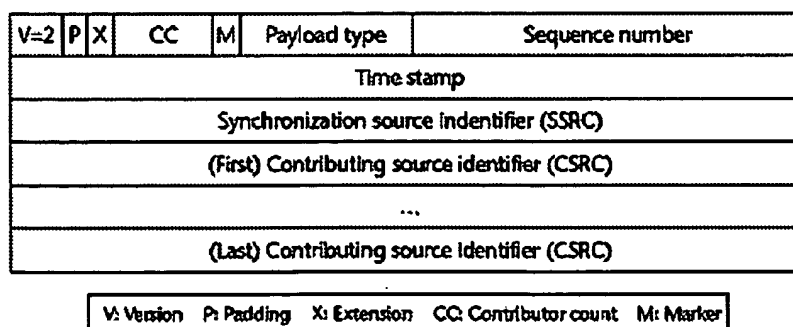 V=2 P X CC M Payload type Sequence number
Time stamp
Synchronization source indentifier (SSRC)
(First) Contributing source identifier (CSRC)
...
(Last) Contributing source identifier (CSRC)
V: Version P: Padding X: Extension CC: Contributor count M: Marker